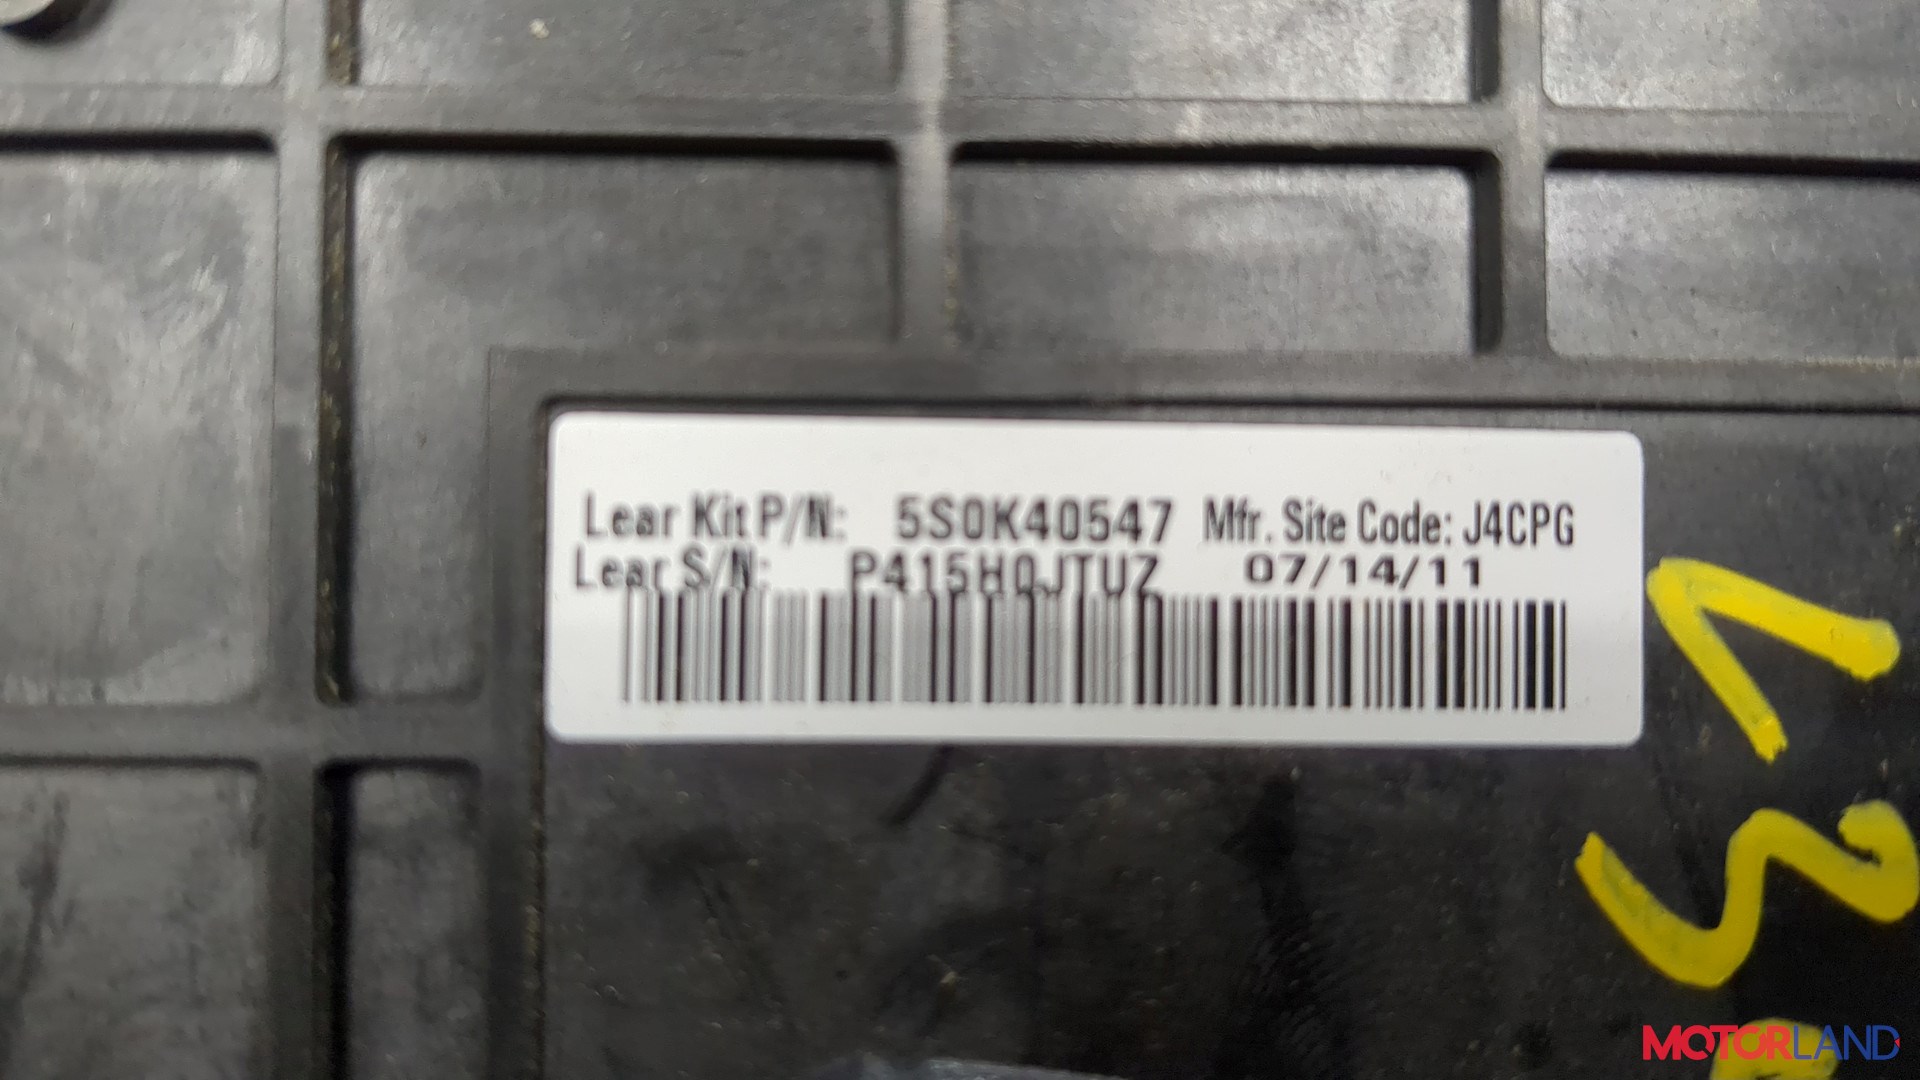 Lear Kit P/N: 5S0K40547 Mfr. Site Code: J4CPG
Lear S/N: P415H0JTUZ 07/14/11
MOTORLAND